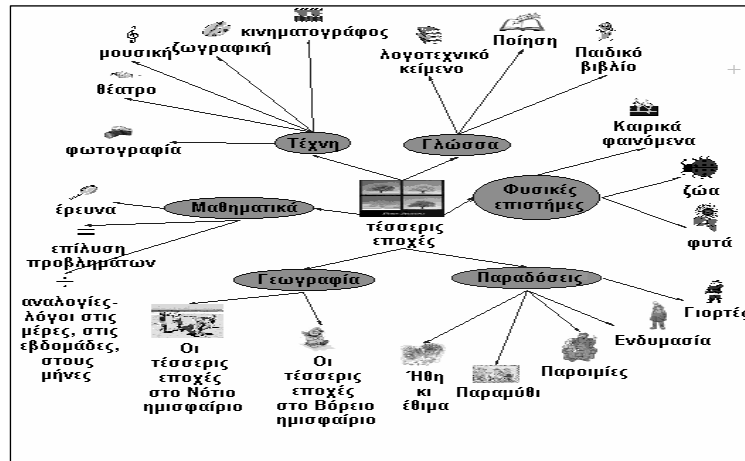 κινηματογράφος
ζωγραφική
μουσική
θέατρο
φωτογραφία
Τέχνη
λογοτεχνικό
κείμενο
Ποίηση
Παιδικό
βιβλίο
Γλώσσα
Καιρικά
φαινόμενα
ζώα
φυτά
Φυσικές
επιστήμες
τέσσερις
εποχές
Μαθηματικά
έρευνα
επίλυση
προβλημάτων
αναλογίες-
λόγοι στις
μέρες, στις
εβδομάδες,
στους
μήνες
Γεωγραφία
Οι
τέσσερις
εποχές
στο Νότιο
ημισφαίριο
Οι
τέσσερις
εποχές
στο Βόρειο
ημισφαίριο
Παραδόσεις
Ήθη
κι
έθιμα
Παραμύθι
Παροιμίες
Ενδυμασία
Γιορτές